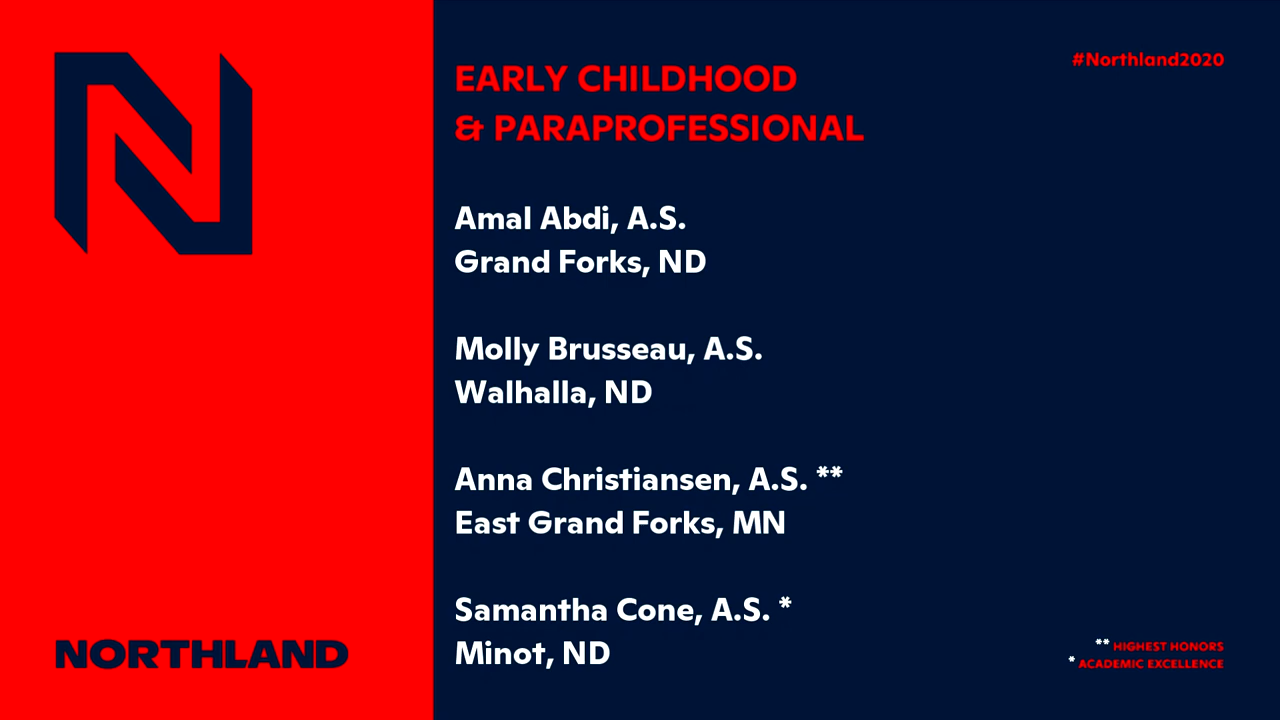 #Northland2020
EARLY CHILDHOOD
& PARAPROFESSIONAL
Amal Abdi, A.S.
Grand Forks, ND
Molly Brusseau, A.S.
Walhalla, ND
Anna Christiansen, A.S. **
East Grand Forks, MN
Samantha Cone, A.S. *
Minot, ND
N
NORTHLAND
** HIGHEST HONORS
* ACADEMIC EXCELLENCE